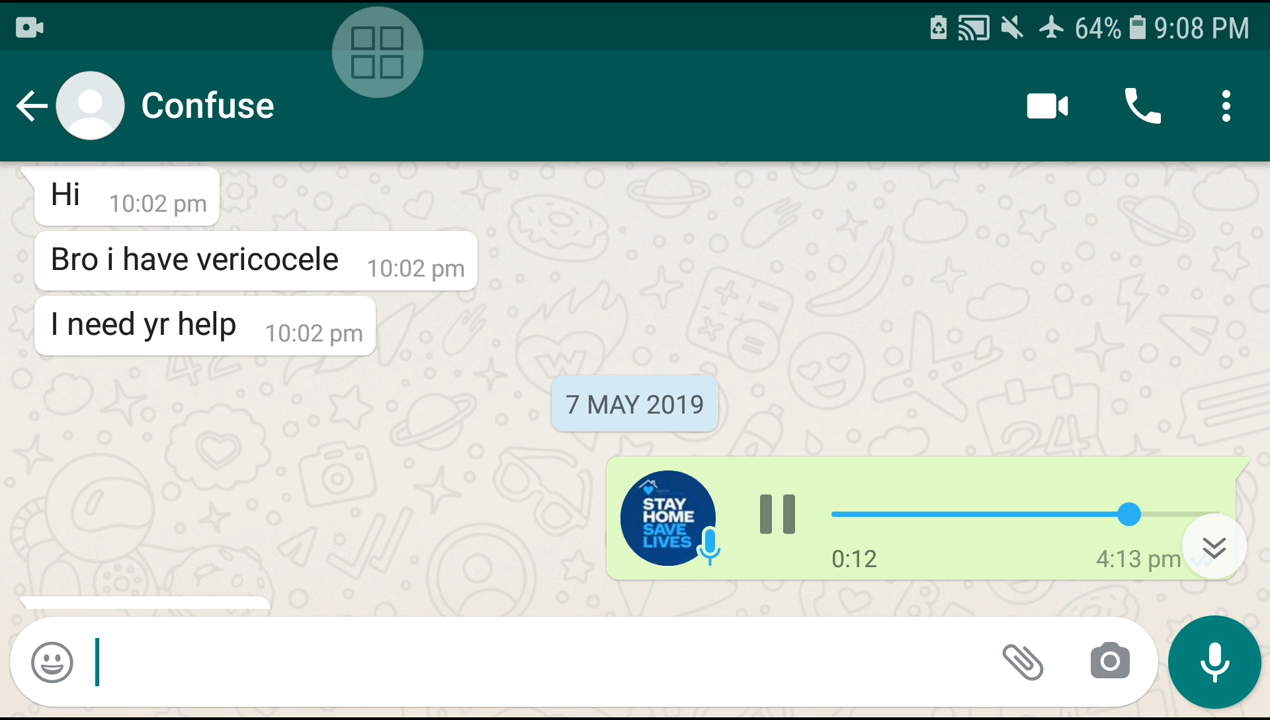 64% 9:08 PM
Confuse
Hi 10:02 pm
Bro i have vericocele 10:02 pm
I need yr help 10:02 pm
7 MAY 2019
STAY
HOME
SAVE
LIVES
0:12 4:13 pm